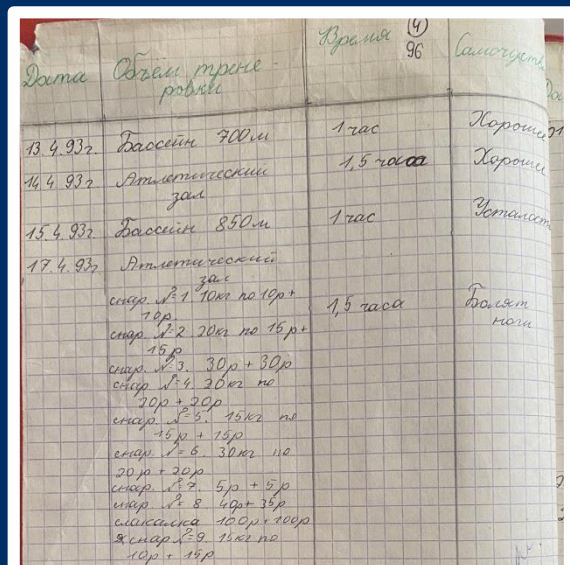 Дата Объём трене- Время 4 Самочувств
ровки 96
13.4.93г. Бассейн 700м 1 час Хорошее
14.4.93г. Атлетический 1,5 часа Хорошее
зал
15.4.93г Бассейн 850м 1 час Усталост
17.4.93г. Атлетический
зал
снар. №1. 10кг по 10р+ 1,5 часа Болят
10р ноги
снар. №2. 20кг по 15р+
15р
снар. №3. 30р + 30р
снар. №4. 20кг по
20р + 20р
снар. №5. 15кг по
15р + 15р
снар. №6. 30кг по
20р + 20р
снар. №7. 5р + 5р
снар. №8 40р + 35р
скакалка 100р + 100р
снар №9. 15кг по
10р + 15р